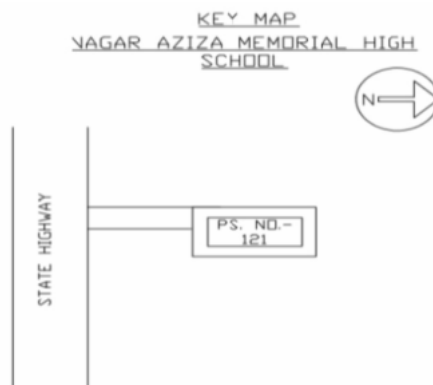 KEY MAP
NAGAR AZIZA MEMORIAL HIGH
SCHOOL
N
STATE HIGHWAY
PS. NO.-
121